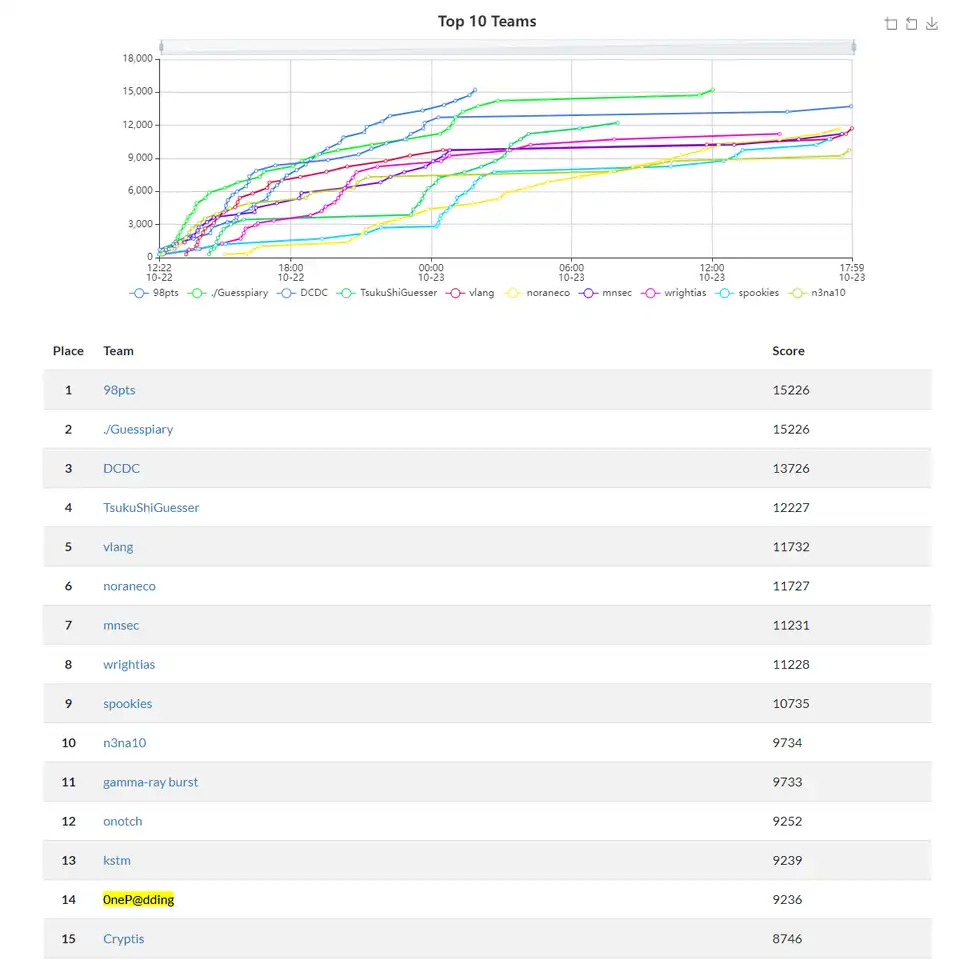 Top 10 Teams
18,000
15,000
12,000
9,000
6,000
3,000
0
12:22 18:00 00:00 06:00 12:00 17:59
10-22 10-22 10-23 10-23 10-23 10-23
98pts ./Guesspiary DCDC TsukuShiGuesser vlang noraneco mnsec wrightias spookies n3na10
Place Team Score
1 98pts 15226
2 ./Guesspiary 15226
3 DCDC 13726
4 TsukuShiGuesser 12227
5 vlang 11732
6 noraneco 11727
7 mnsec 11231
8 wrightias 11228
9 spookies 10735
10 n3na10 9734
11 gamma-ray burst 9733
12 onotch 9252
13 kstm 9239
14 0neP@dding 9236
15 Cryptis 8746